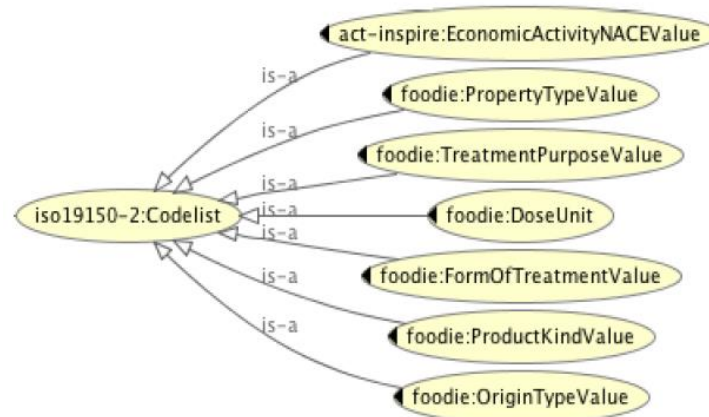 act-inspire:EconomicActivityNACEValue
is-a
foodie:PropertyTypeValue
is-a
foodie:TreatmentPurposeValue
is-a
iso19150-2:Codelist
is-a
foodie:DoseUnit
is-a
foodie:FormOfTreatmentValue
is-a
foodie:ProductKindValue
is-a
foodie:OriginTypeValue